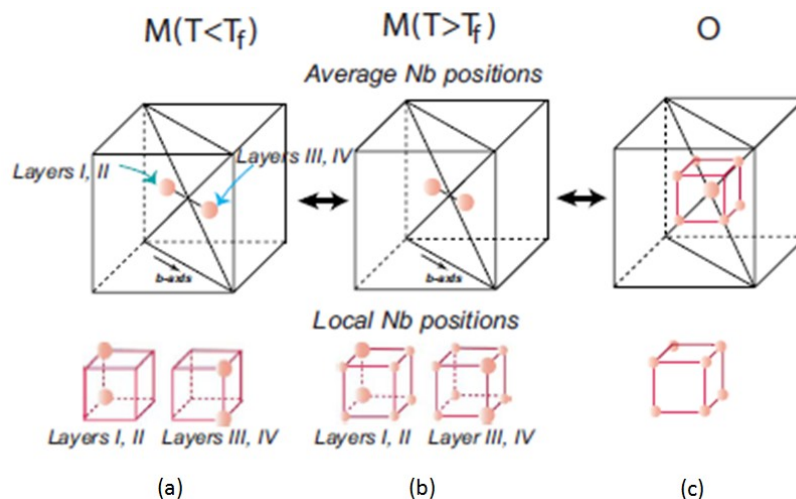 M(T<Tf) M(T>Tf) O
Average Nb positions
Layers I, II Layers III, IV
b-axis b-axis
Local Nb positions
Layers I, II Layers III, IV Layers I, II Layer III, IV
(a) (b) (c)